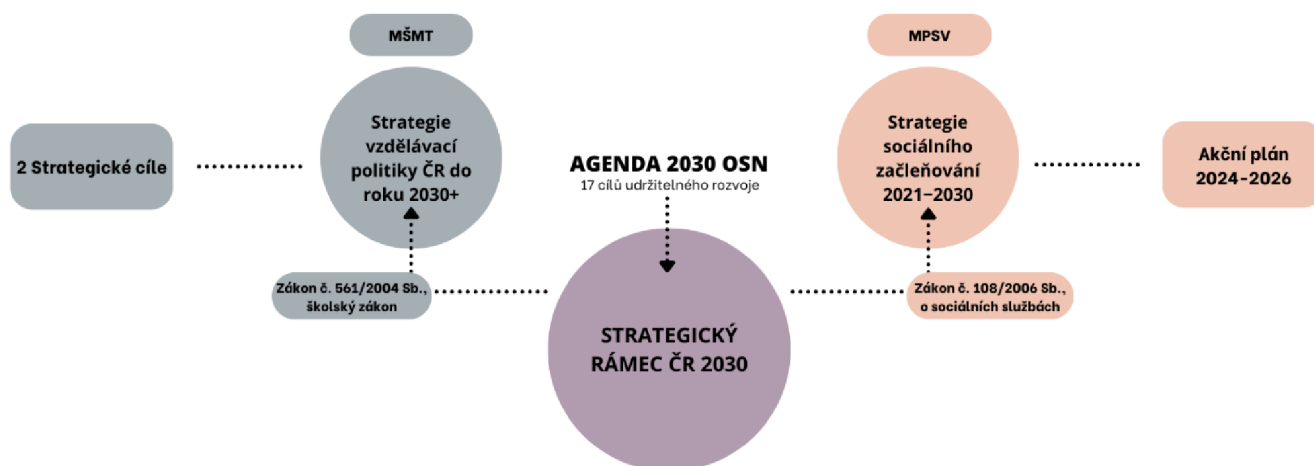 MŠMT
MPSV
2 Strategické cíle
Strategie
vzdělávací
politiky ČR do
roku 2030+
AGENDA 2030 OSN
17 cílů udržitelného rozvoje
Strategie
sociálního
začleňování
2021–2030
Akční plán
2024-2026
Zákon č. 561/2004 Sb.,
školský zákon
Zákon č. 108/2006 Sb.,
o sociálních službách
STRATEGICKÝ
RÁMEC ČR 2030